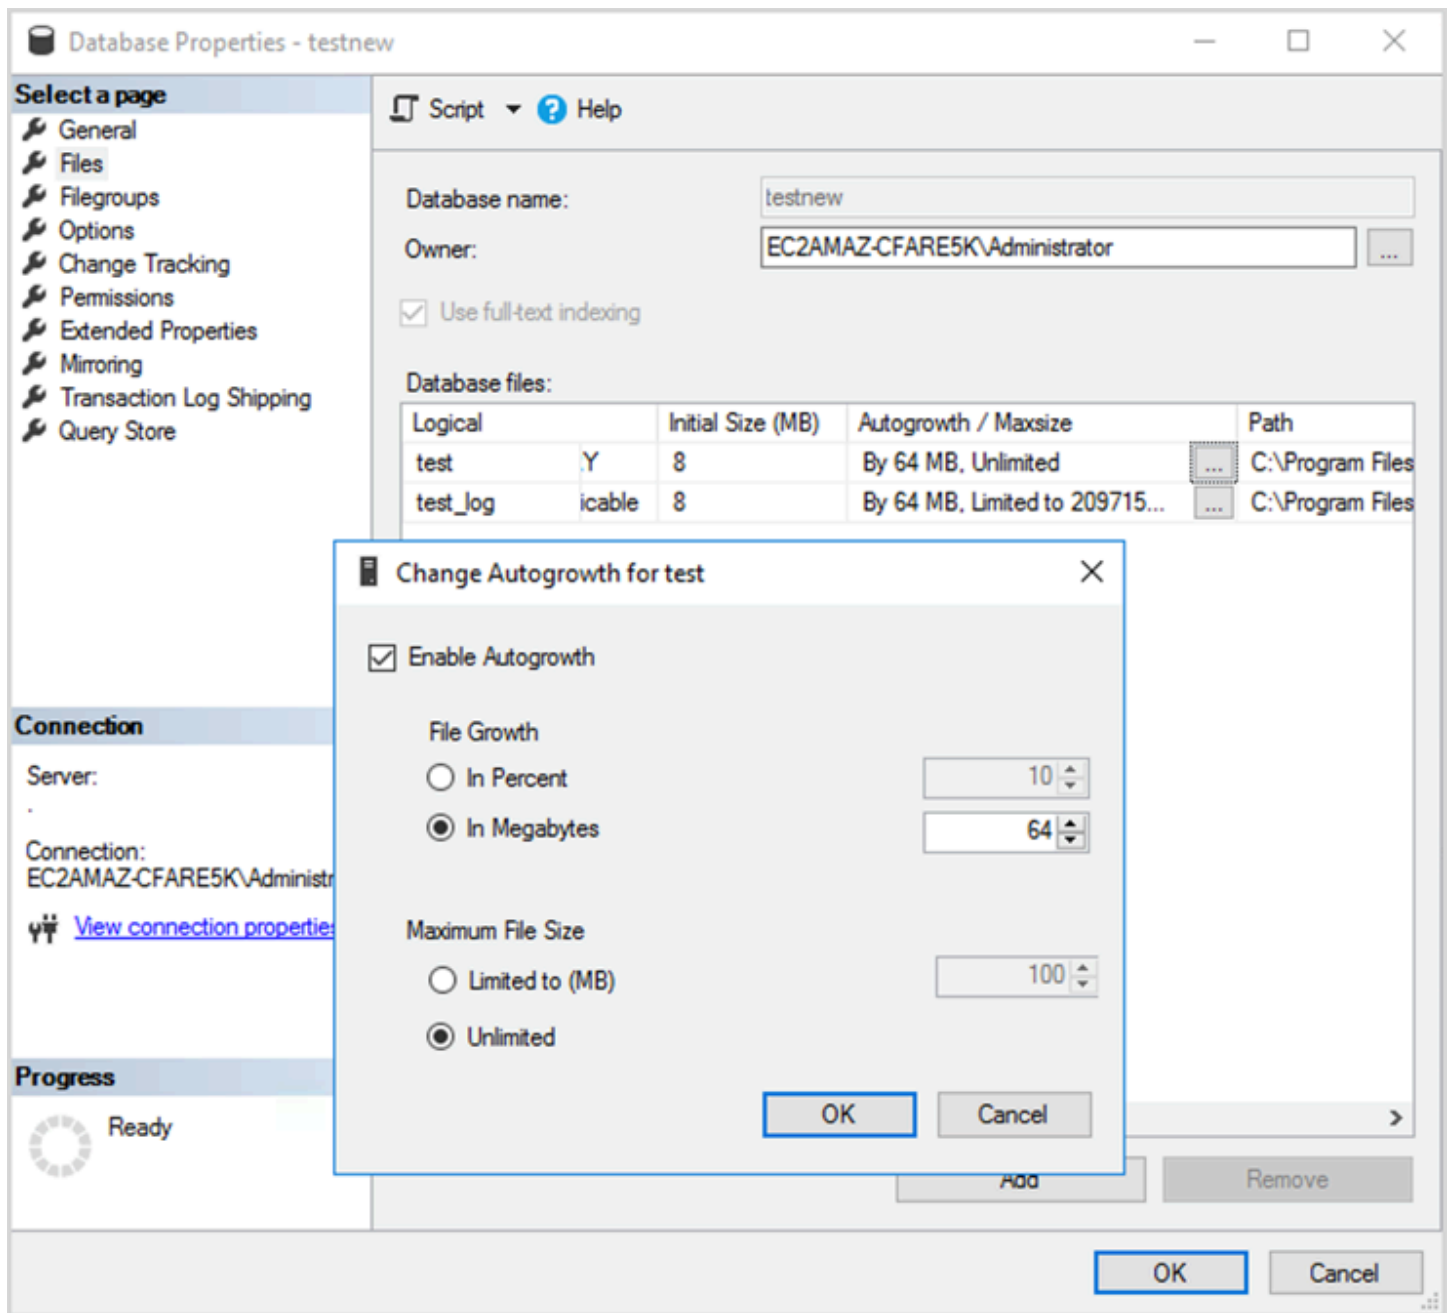 Database Properties - testnew
Select a page
General
Files
Filegroups
Options
Change Tracking
Permissions
Extended Properties
Mirroring
Transaction Log Shipping
Query Store
Script
Help
Database name: testnew
Owner: EC2AMAZ-CFARE5K\Administrator ...
Use full-text indexing
Database files:
Logical Initial Size (MB) Autogrowth / Maxsize Path
test .Y 8 By 64 MB, Unlimited ... C:\Program Files
test_log icable 8 By 64 MB, Limited to 209715... ... C:\Program Files
Change Autogrowth for test
Enable Autogrowth
File Growth
In Percent 10
In Megabytes 64
Maximum File Size
Limited to (MB) 100
Unlimited
OK Cancel
Connection
Server:
.
Connection:
EC2AMAZ-CFARE5K\Administr
View connection properties
Progress
Ready
Add Remove
OK Cancel